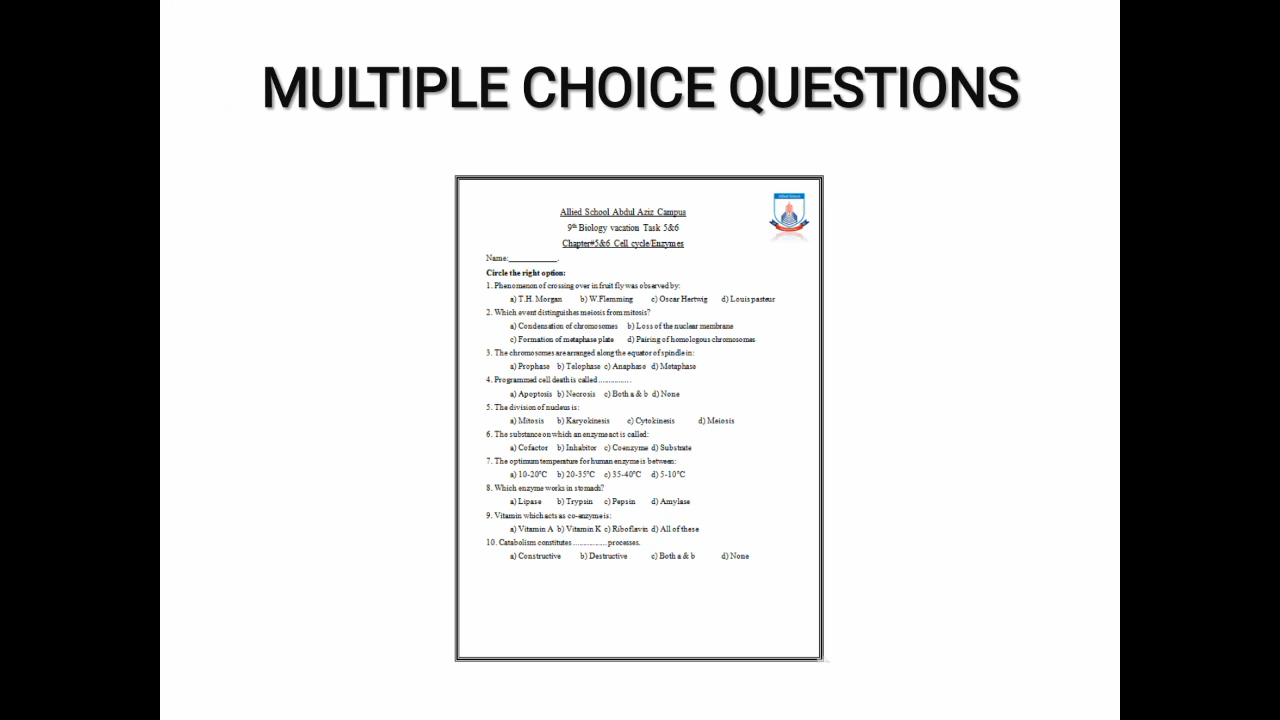 MULTIPLE CHOICE QUESTIONS
Allied School
Allied School Abdul Aziz Campus
9th Biology vacation Task 5&6
Chapter#5&6 Cell cycle/Enzymes
Name:____________.
Circle the right option:
1. Phenomenon of crossing over in fruit fly was observed by:
a) T.H. Morgan b) W.Flemming c) Oscar Hertwig d) Louis pasteur
2. Which event distinguishes meiosis from mitosis?
a) Condensation of chromosomes b) Loss of the nuclear membrane
c) Formation of metaphase plate d) Pairing of homologous chromosomes
3. The chromosomes are arranged along the equator of spindle in:
a) Prophase b) Telophase c) Anaphase d) Metaphase
4. Programmed cell death is called...............
a) Apoptosis b) Necrosis c) Both a & b d) None
5. The division of nucleus is:
a) Mitosis b) Karyokinesis c) Cytokinesis d) Meiosis
6. The substance on which an enzyme act is called:
a) Cofactor b) Inhabitor c) Coenzyme d) Substrate
7. The optimum temperature for human enzyme is between:
a) 10-20°C b) 20-35°C c) 35-40°C d) 5-10°C
8. Which enzyme works in stomach?
a) Lipase b) Trypsin c) Pepsin d) Amylase
9. Vitamin which acts as co-enzyme is:
a) Vitamin A b) Vitamin K c) Riboflavin d) All of these
10. Catabolism constitutes ............... processes.
a) Constructive b) Destructive c) Both a & b d) None